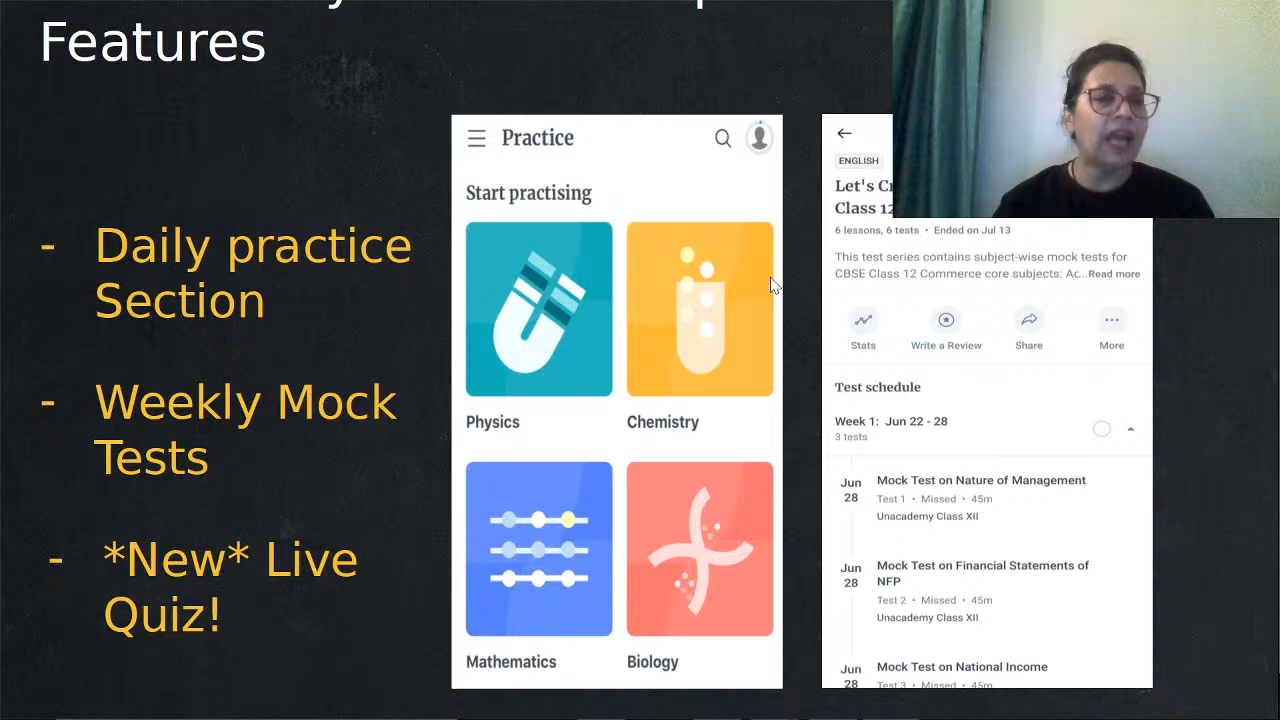 Features
- Daily practice
Section
- Weekly Mock
Tests
- *New* Live
Quiz!
Practice
Start practising
Physics
Chemistry
Mathematics
Biology
ENGLISH
Let's
Class 12
6 lessons, 6 tests • Ended on Jul 13
This test series contains subject-wise mock tests for
CBSE Class 12 Commerce core subjects: Ac...Read more
Stats
Write a Review
Share
More
Test schedule
Week 1: Jun 22 - 28
3 tests
Jun
28
Mock Test on Nature of Management
Test 1 • Missed • 45m
Unacademy Class XII
Jun
28
Mock Test on Financial Statements of
NFP
Test 2 • Missed • 45m
Unacademy Class XII
Jun
28
Mock Test on National Income
Test 3 • Missed • 45m